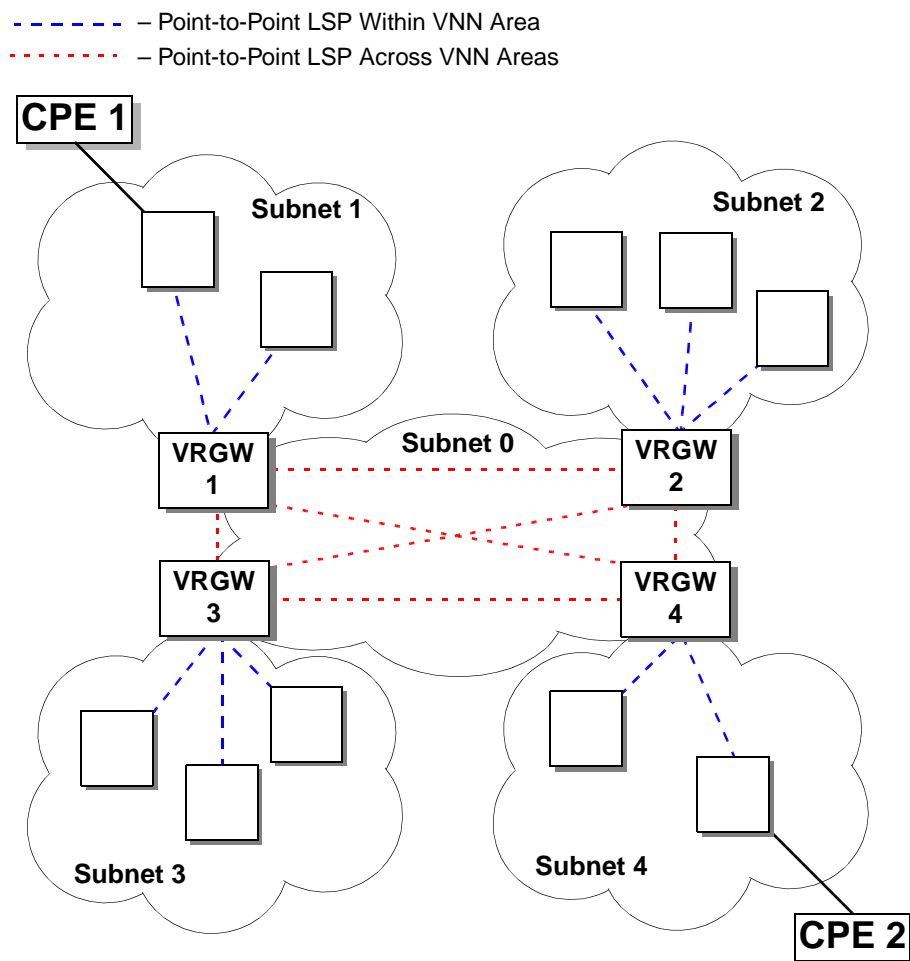 – Point-to-Point LSP Within VNN Area
– Point-to-Point LSP Across VNN Areas
CPE 1
Subnet 1
Subnet 2
Subnet 0
VRGW
1
VRGW
2
VRGW
3
VRGW
4
Subnet 3
Subnet 4
CPE 2